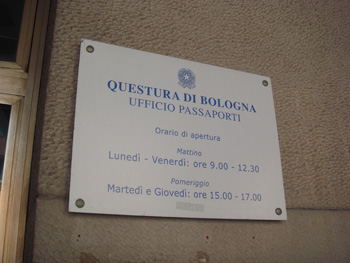 QUESTURA DI BOLOGNA
UFFICIO PASSAPORTI
Orario di apertura
Mattino
Lunedì - Venerdì: ore 9.00 - 12.30
Pomeriggio
Martedì e Giovedì: ore 15.00 - 17.00